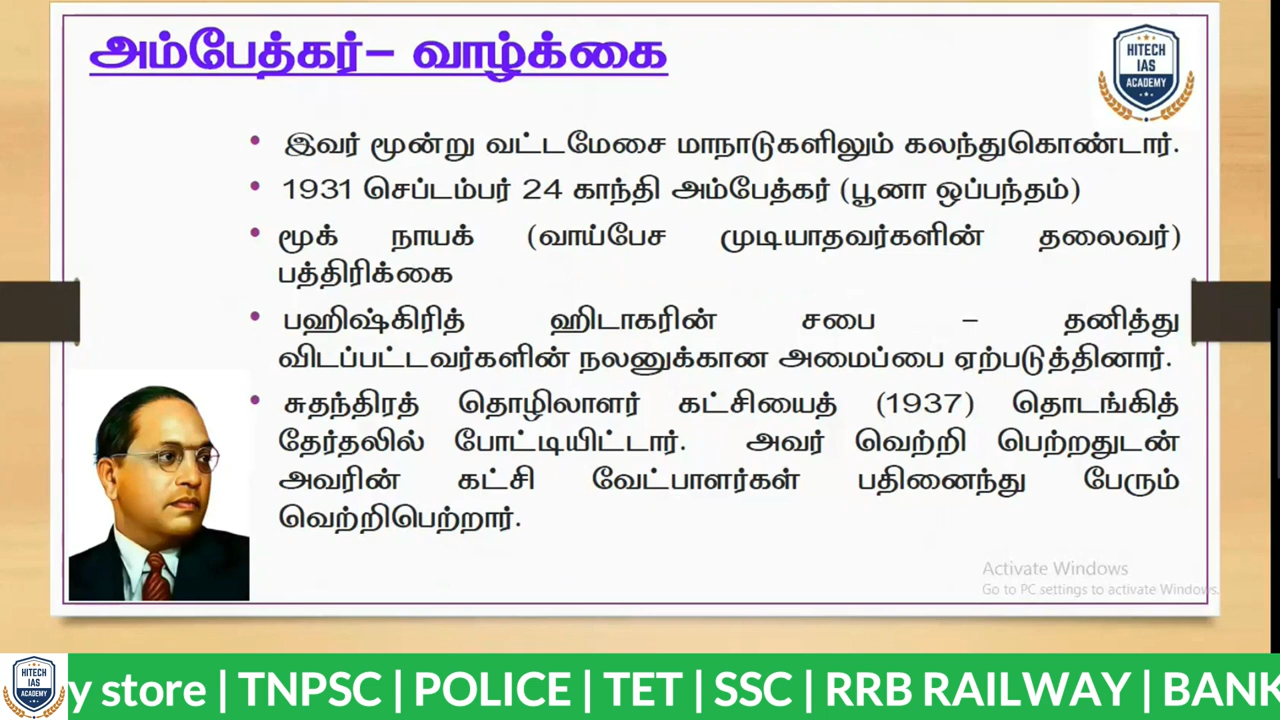 அம்பேத்கர்– வாழ்க்கை
HITECH
IAS
ACADEMY
• இவர் மூன்று வட்டமேசை மாநாடுகளிலும் கலந்துகொண்டார்.
• 1931 செப்டம்பர் 24 காந்தி அம்பேத்கர் (பூனா ஒப்பந்தம்)
• மூக் நாயக் (வாய்பேச முடியாதவர்களின் தலைவர்)
பத்திரிக்கை
• பஹிஷ்கிரித் ஹிடாகரின் சபை – தனித்து
விடப்பட்டவர்களின் நலனுக்கான அமைப்பை ஏற்படுத்தினார்.
• சுதந்திரத் தொழிலாளர் கட்சியைத் (1937) தொடங்கித்
தேர்தலில் போட்டியிட்டார். அவர் வெற்றி பெற்றதுடன்
அவரின் கட்சி வேட்பாளர்கள் பதினைந்து பேரும்
வெற்றிபெற்றார்.
Activate Windows
Go to PC settings to activate Windows.
HITECH
IAS
ACADEMY
y store | TNPSC | POLICE | TET | SSC | RRB RAILWAY | BANK